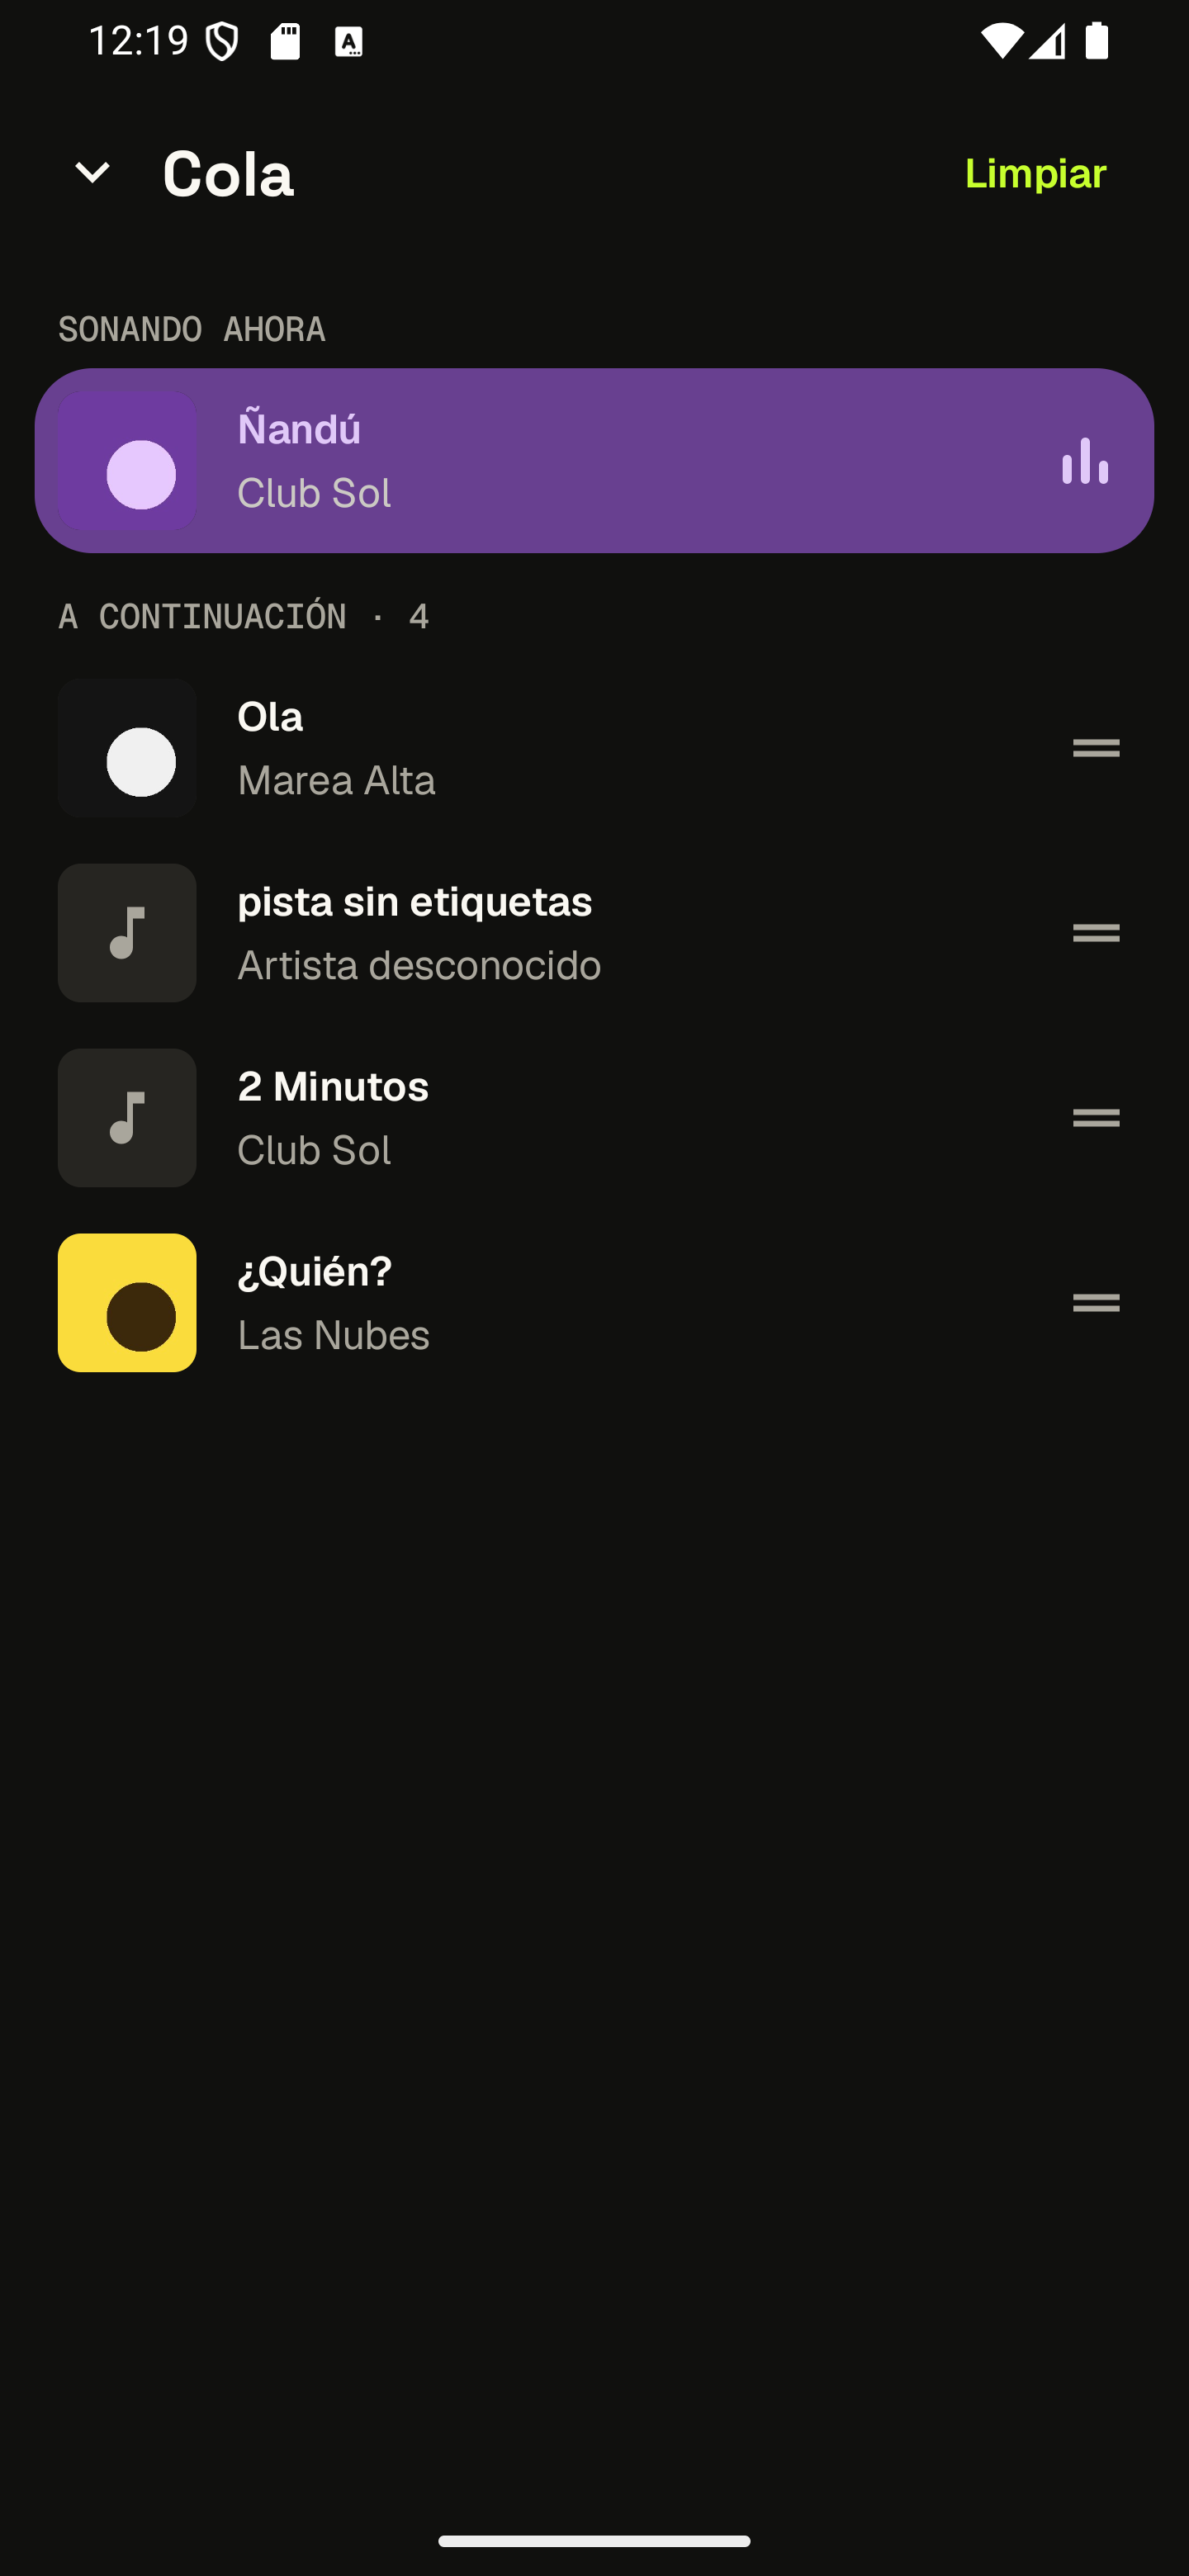 12:19
Cola
Limpiar
SONANDO AHORA
Ñandú
Club Sol
A CONTINUACIÓN · 4
Ola
Marea Alta
pista sin etiquetas
Artista desconocido
2 Minutos
Club Sol
¿Quién?
Las Nubes